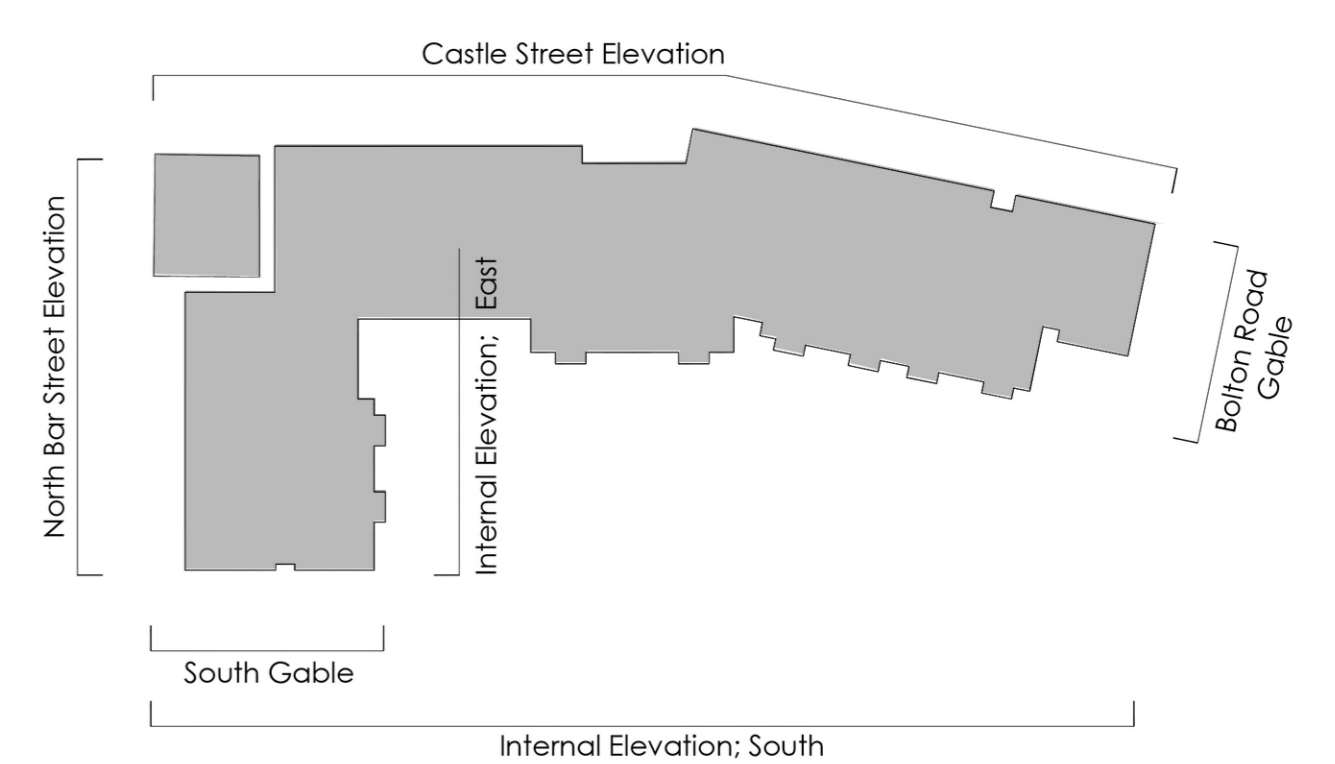 Castle Street Elevation
North Bar Street Elevation
Internal Elevation; East
Bolton Road
Gable
South Gable
Internal Elevation; South